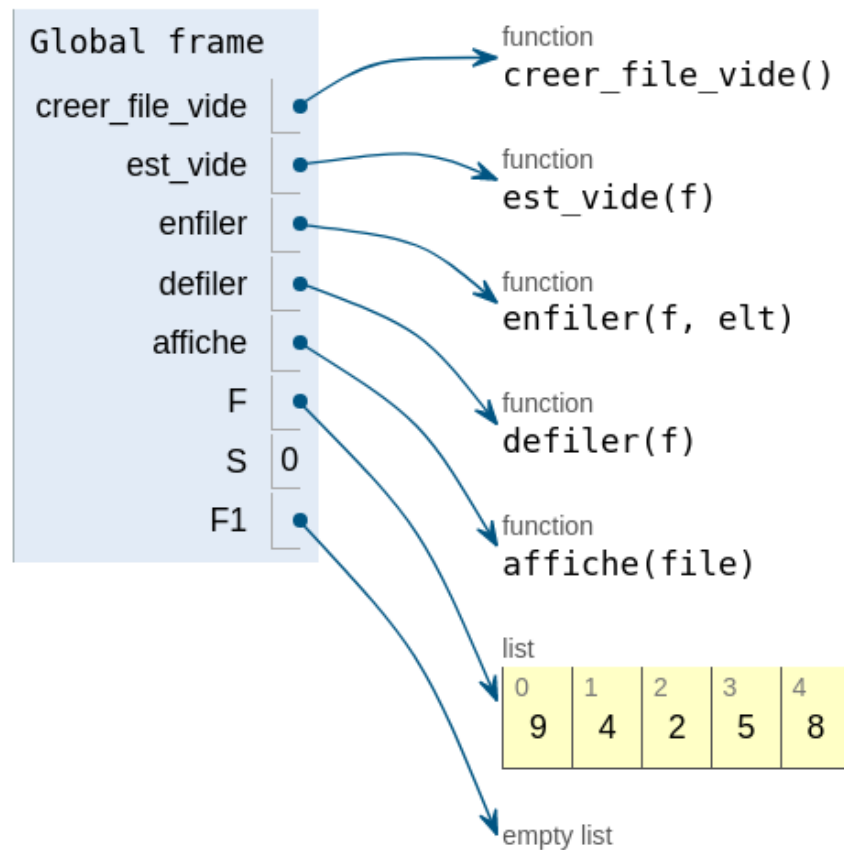 Global frame
creer_file_vide
est_vide
enfiler
defiler
affiche
F
S 0
F1
function
creer_file_vide()
function
est_vide(f)
function
enfiler(f, elt)
function
defiler(f)
function
affiche(file)
list
0 1 2 3 4
9 4 2 5 8
empty list